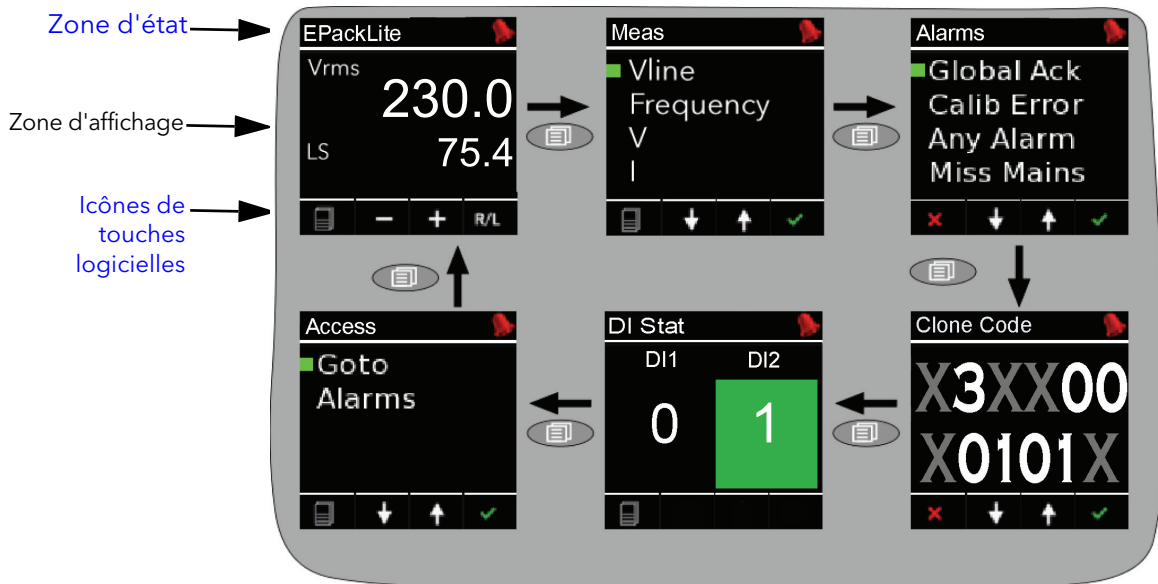 Zone d'état
Zone d'affichage
Icônes de
touches
logicielles
EPackLite
Vrms
230.0
LS
75.4
R/L
Meas
Vline
Frequency
V
I
Alarms
Global Ack
Calib Error
Any Alarm
Miss Mains
Access
Goto
Alarms
DI Stat
DI1 DI2
0 1
Clone Code
X3XX00
X0101X